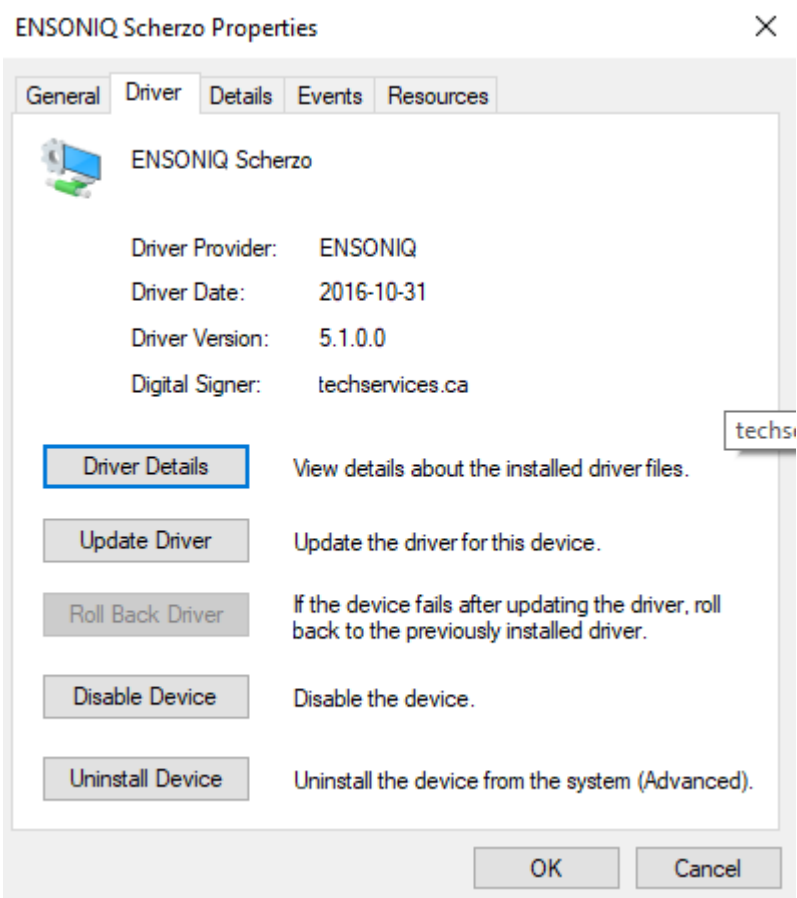 ENSONIQ Scherzo Properties
General Driver Details Events Resources
ENSONIQ Scherzo
Driver Provider: ENSONIQ
Driver Date: 2016-10-31
Driver Version: 5.1.0.0
Digital Signer: techservices.ca
techse
Driver Details View details about the installed driver files.
Update Driver Update the driver for this device.
Roll Back Driver If the device fails after updating the driver, roll
back to the previously installed driver.
Disable Device Disable the device.
Uninstall Device Uninstall the device from the system (Advanced).
OK Cancel